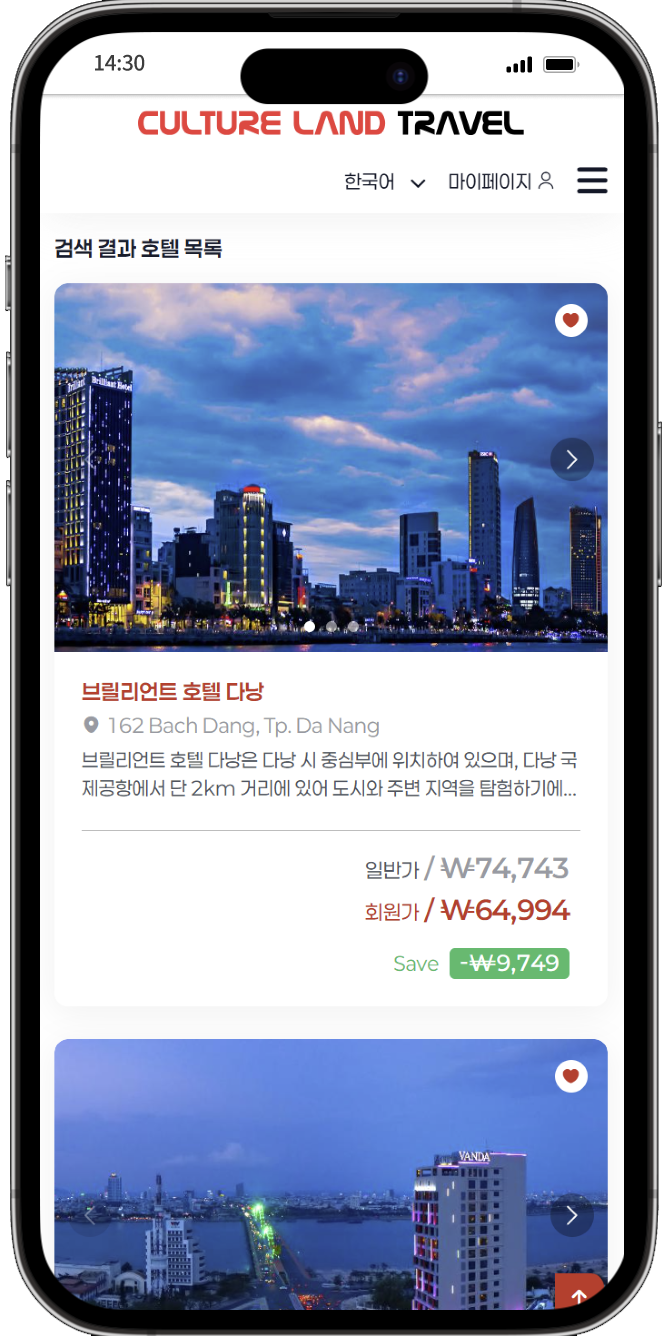 14:30
CULTURE LAND TRAVEL
한국어 마이페이지
검색 결과 호텔 목록
Brilliant Hotel
브릴리언트 호텔 다낭
162 Bach Dang, Tp. Da Nang
브릴리언트 호텔 다낭은 다낭 시 중심부에 위치하여 있으며, 다낭 국
제공항에서 단 2km 거리에 있어 도시와 주변 지역을 탐험하기에...
일반가 / ₩74,743
회원가 / ₩64,994
Save -₩9,749
VANDA